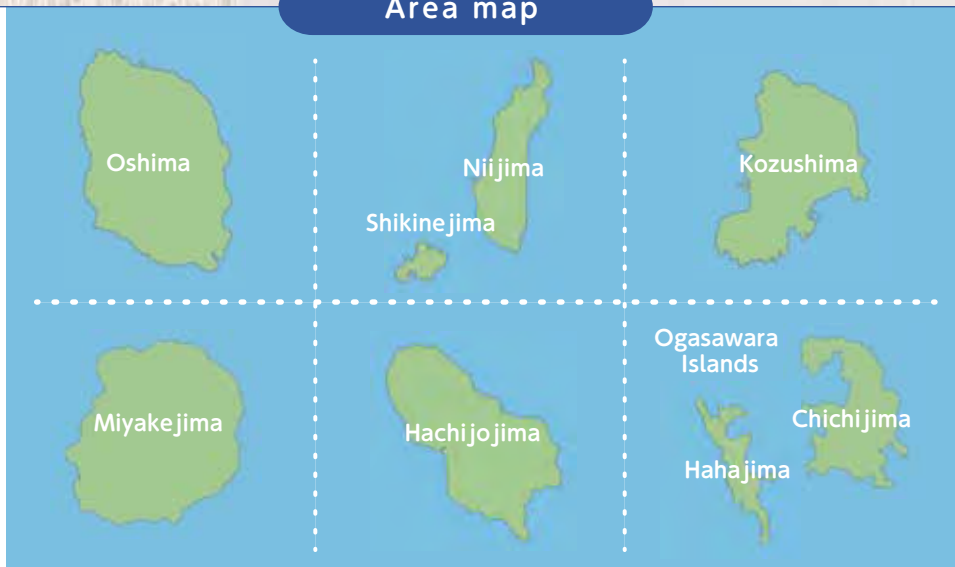 Area map
Oshima
Niijima
Shikinejima
Kozushima
Miyakejima
Hachijojima
Ogasawara
Islands
Chichijima
Hahajima